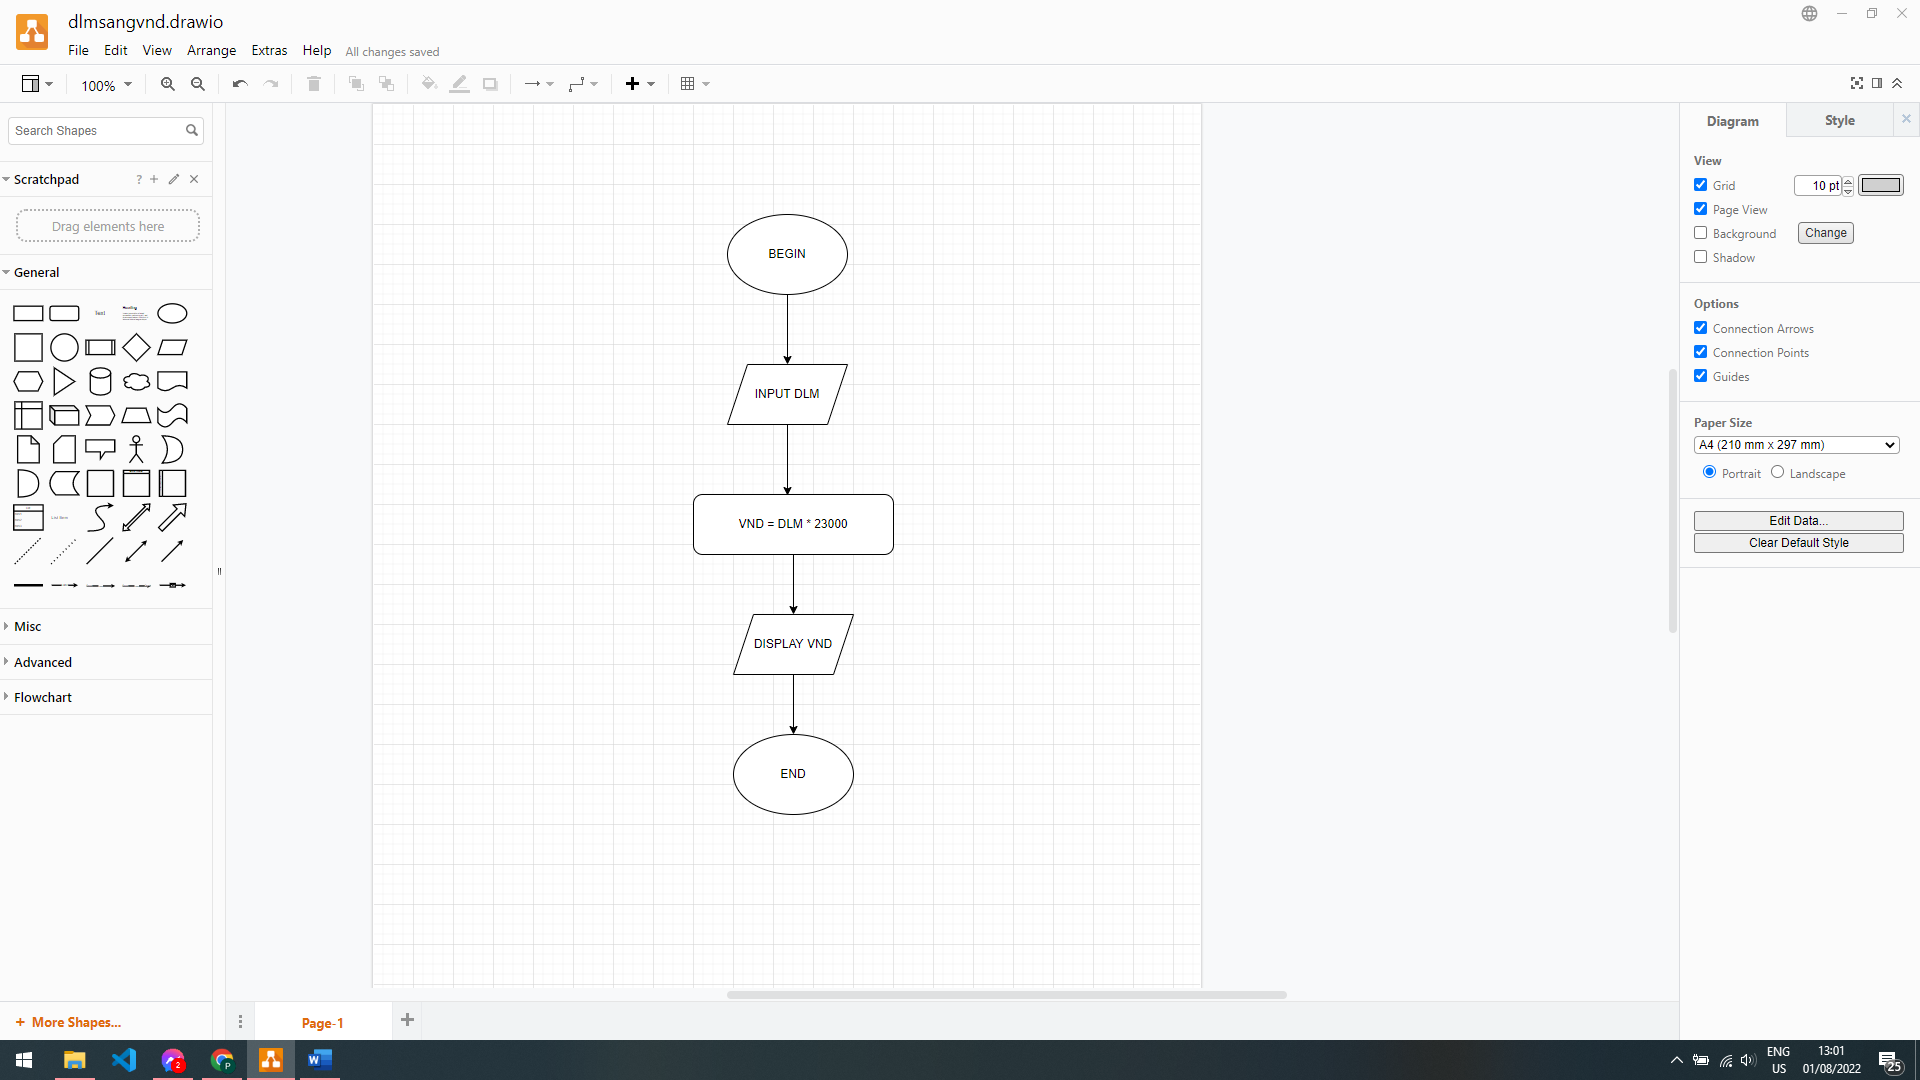 dlmsangvnd.drawio
File Edit View Arrange Extras Help All changes saved
100%
Search Shapes
Scratchpad
?
Drag elements here
General
Text
Heading
Misc
Advanced
Flowchart
+ More Shapes...
BEGIN
INPUT DLM
VND = DLM * 23000
DISPLAY VND
END
Page-1
Diagram Style
View
Grid 10 pt
Page View
Background Change
Shadow
Options
Connection Arrows
Connection Points
Guides
Paper Size
A4 (210 mm x 297 mm)
Portrait Landscape
Edit Data...
Clear Default Style
2
P
W
ENG
US
13:01
01/08/2022
25